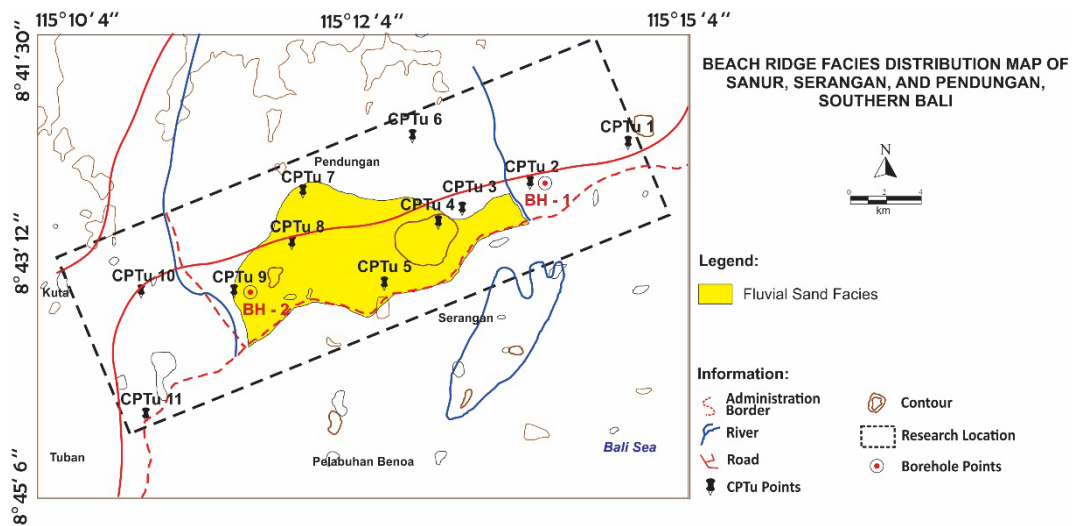 115°10′4″
115°12′4″
115°15′4″
8°41′30″
8°43′12″
8°45′6″
CPTu 1
CPTu 6
Pendungan
CPTu 2
CPTu 7
CPTu 3
BH - 1
CPTu 4
CPTu 8
CPTu 5
CPTu 10
CPTu 9
Kuta
BH - 2
Serangan
CPTu 11
Tuban
Pelabuhan Benoa
Bali Sea
BEACH RIDGE FACIES DISTRIBUTION MAP OF
SANUR, SERANGAN, AND PENDUNGAN,
SOUTHERN BALI
N
0 2 4
km
Legend:
Fluvial Sand Facies
Information:
Administration
Border
River
Road
CPTu Points
Contour
Research Location
Borehole Points